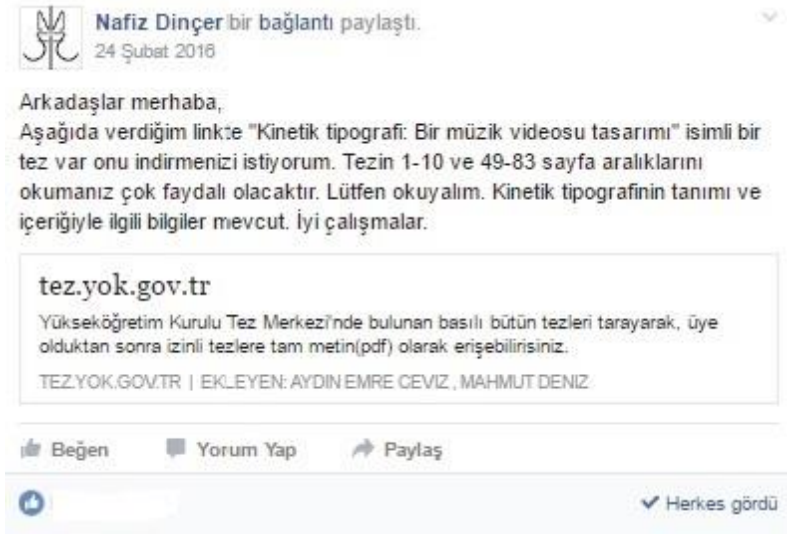 Nafiz Dinçer bir bağlantı paylaştı.
24 Şubat 2016
Arkadaşlar merhaba,
Aşağıda verdiğim linkte "Kinetik tipografi: Bir müzik videosu tasarımı" isimli bir
tez var onu indirmenizi istiyorum. Tezin 1-10 ve 49-83 sayfa aralıklarını
okumanız çok faydalı olacaktır. Lütfen okuyalım. Kinetik tipografinin tanımı ve
içeriğiyle ilgili bilgiler mevcut. İyi çalışmalar.
tez.yok.gov.tr
Yükseköğretim Kurulu Tez Merkezi'nde bulunan basılı bütün tezleri tarayarak, üye
olduktan sonra izinli tezlere tam metin(pdf) olarak erişebilirisiniz.
TEZ.YOK.GOV.TR | EKLEYEN: AYDIN EMRE CEVIZ , MAHMUT DENIZ
Beğen Yorum Yap Paylaş
Herkes gördü